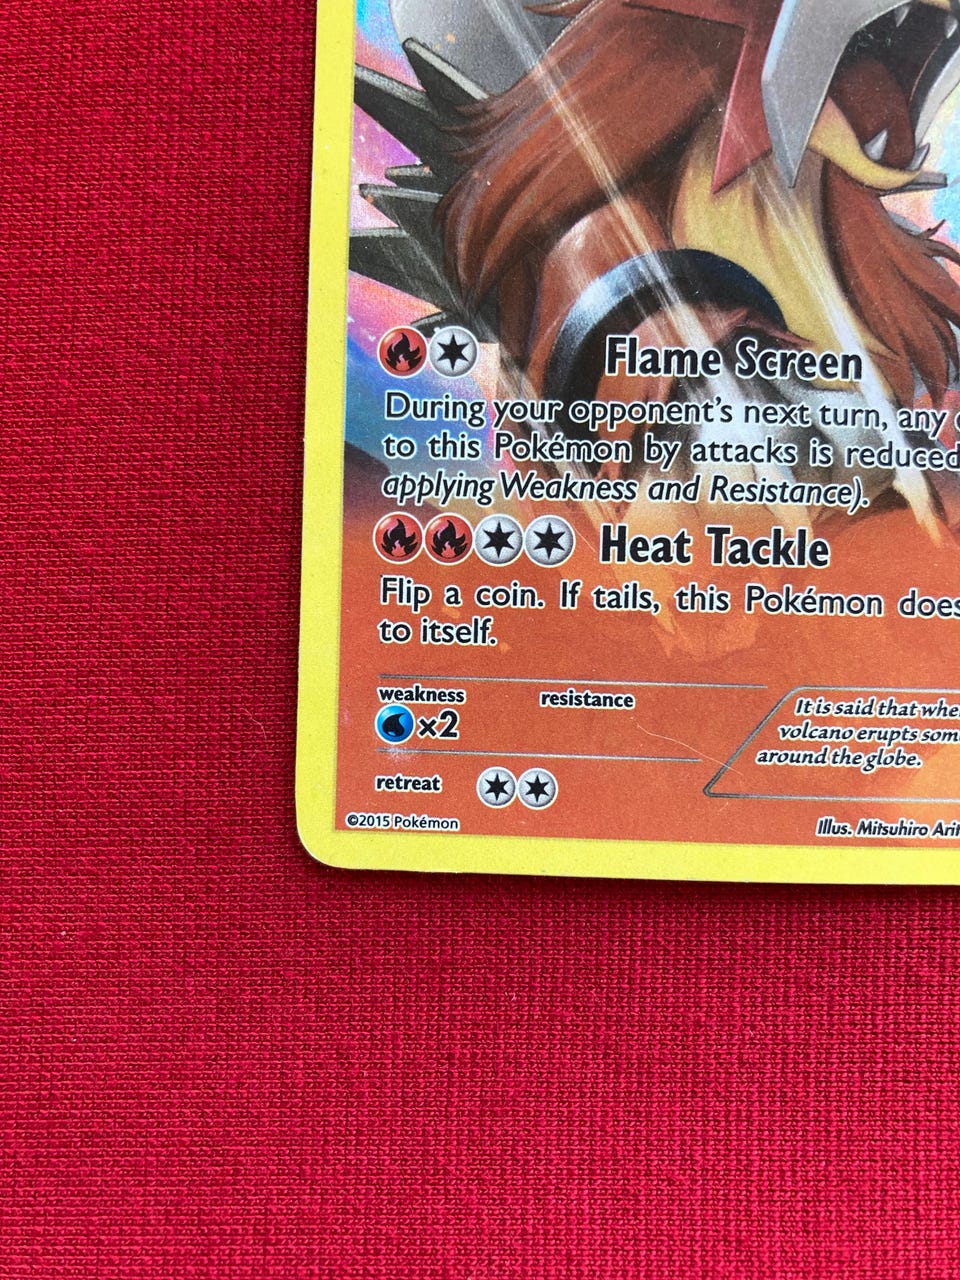 Flame Screen
During your opponent's next turn, any
to this Pokémon by attacks is reduced
applying Weakness and Resistance).
Heat Tackle
Flip a coin. If tails, this Pokémon does
to itself.
weakness resistance
×2
It is said that when
volcano erupts som
around the globe.
retreat
©2015 Pokémon
Illus. Mitsuhiro Arit